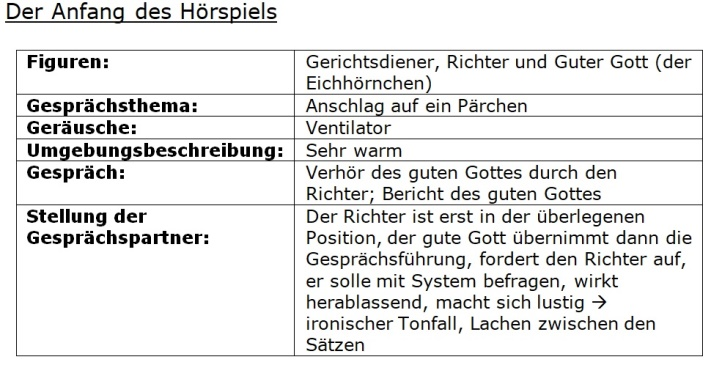 Der Anfang des Hörspiels
Figuren: Gerichtsdiener, Richter und Guter Gott (der
Eichhörnchen)
Gesprächsthema: Anschlag auf ein Pärchen
Geräusche: Ventilator
Umgebungsbeschreibung: Sehr warm
Gespräch: Verhör des guten Gottes durch den
Richter; Bericht des guten Gottes
Stellung der Der Richter ist erst in der überlegenen
Gesprächspartner: Position, der gute Gott übernimmt dann die
Gesprächsführung, fordert den Richter auf,
er solle mit System befragen, wirkt
herablassend, macht sich lustig →
ironischer Tonfall, Lachen zwischen den
Sätzen